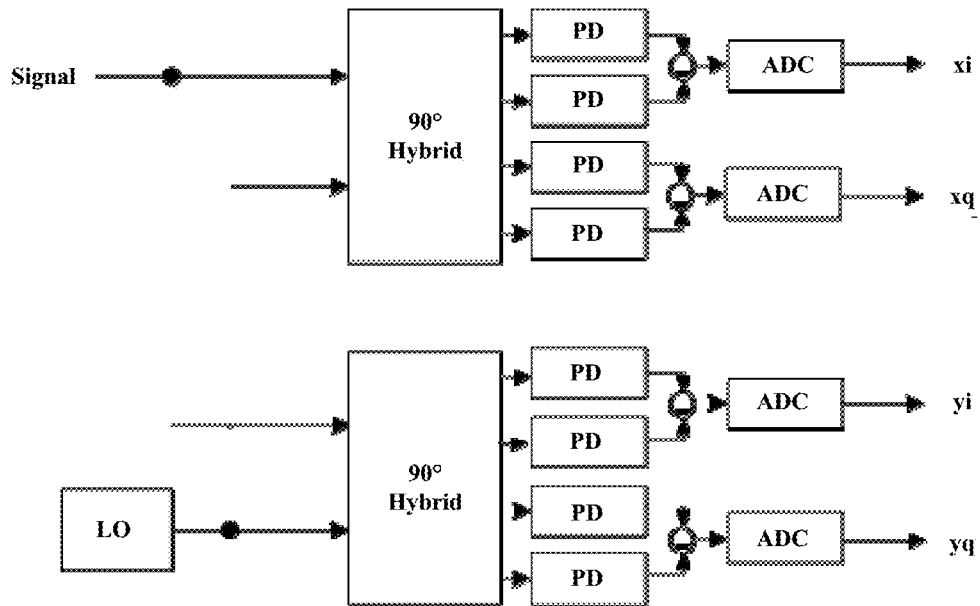 Signal
90°
Hybrid
PD
PD
PD
PD
ADC
ADC
xi
xq
LO
90°
Hybrid
PD
PD
PD
PD
ADC
ADC
yi
yq